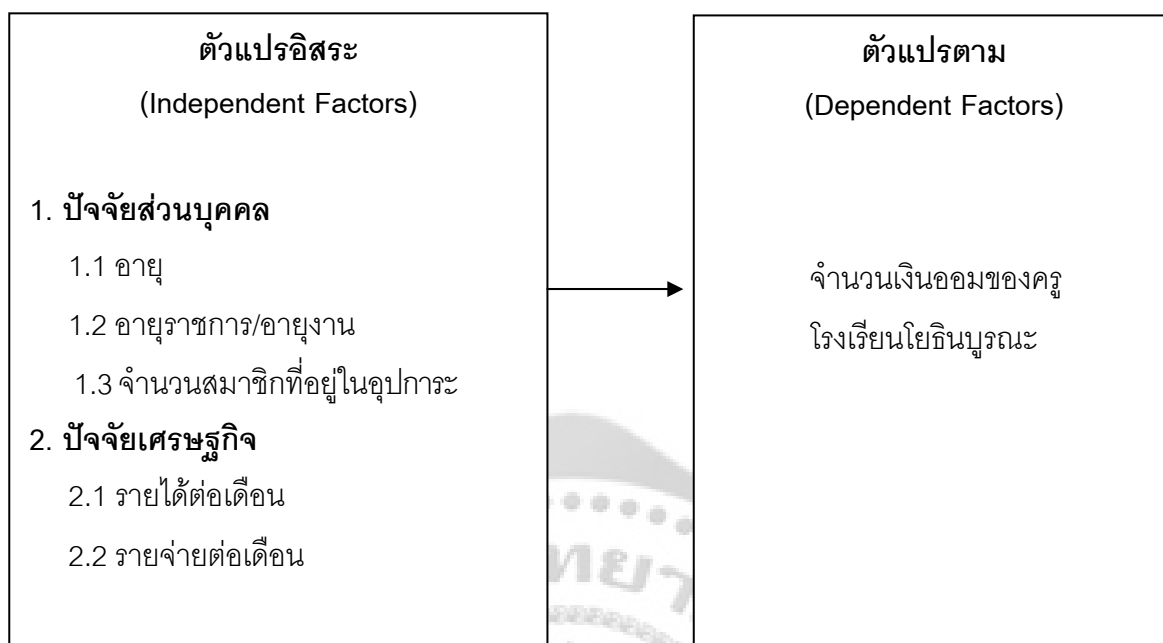 ตัวแปรอิสระ
(Independent Factors)
1. ปัจจัยส่วนบุคคล
1.1 อายุ
1.2 อายุราชการ/อายุงาน
1.3 จำนวนสมาชิกที่อยู่ในอุปการะ
2. ปัจจัยเศรษฐกิจ
2.1 รายได้ต่อเดือน
2.2 รายจ่ายต่อเดือน
ตัวแปรตาม
(Dependent Factors)
จำนวนเงินออมของครู
โรงเรียนโยธินบูรณะ